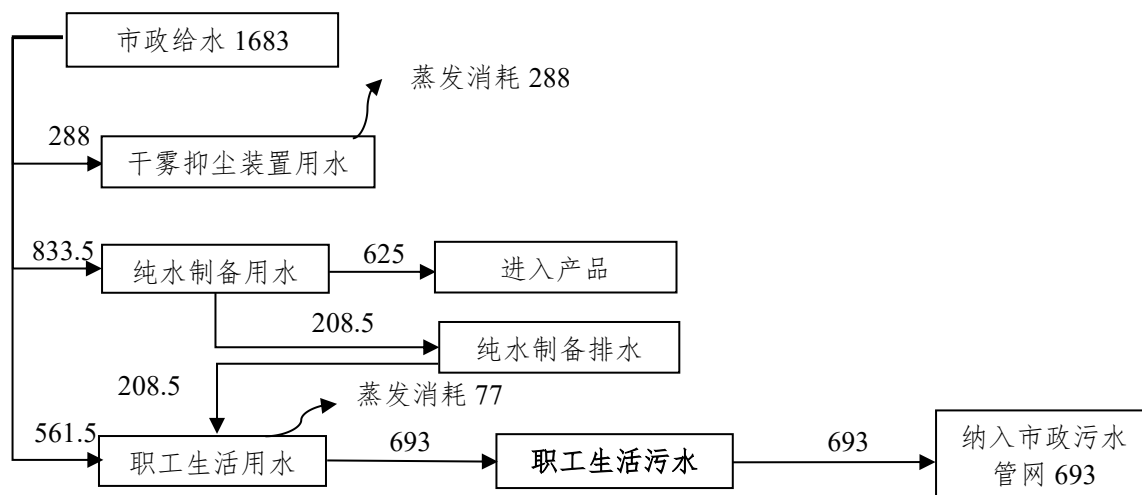 市政给水 1683
蒸发消耗 288
288
干雾抑尘装置用水
833.5
纯水制备用水
625
进入产品
208.5
纯水制备排水
208.5
蒸发消耗 77
561.5
职工生活用水
693
职工生活污水
693
纳入市政污水
管网 693